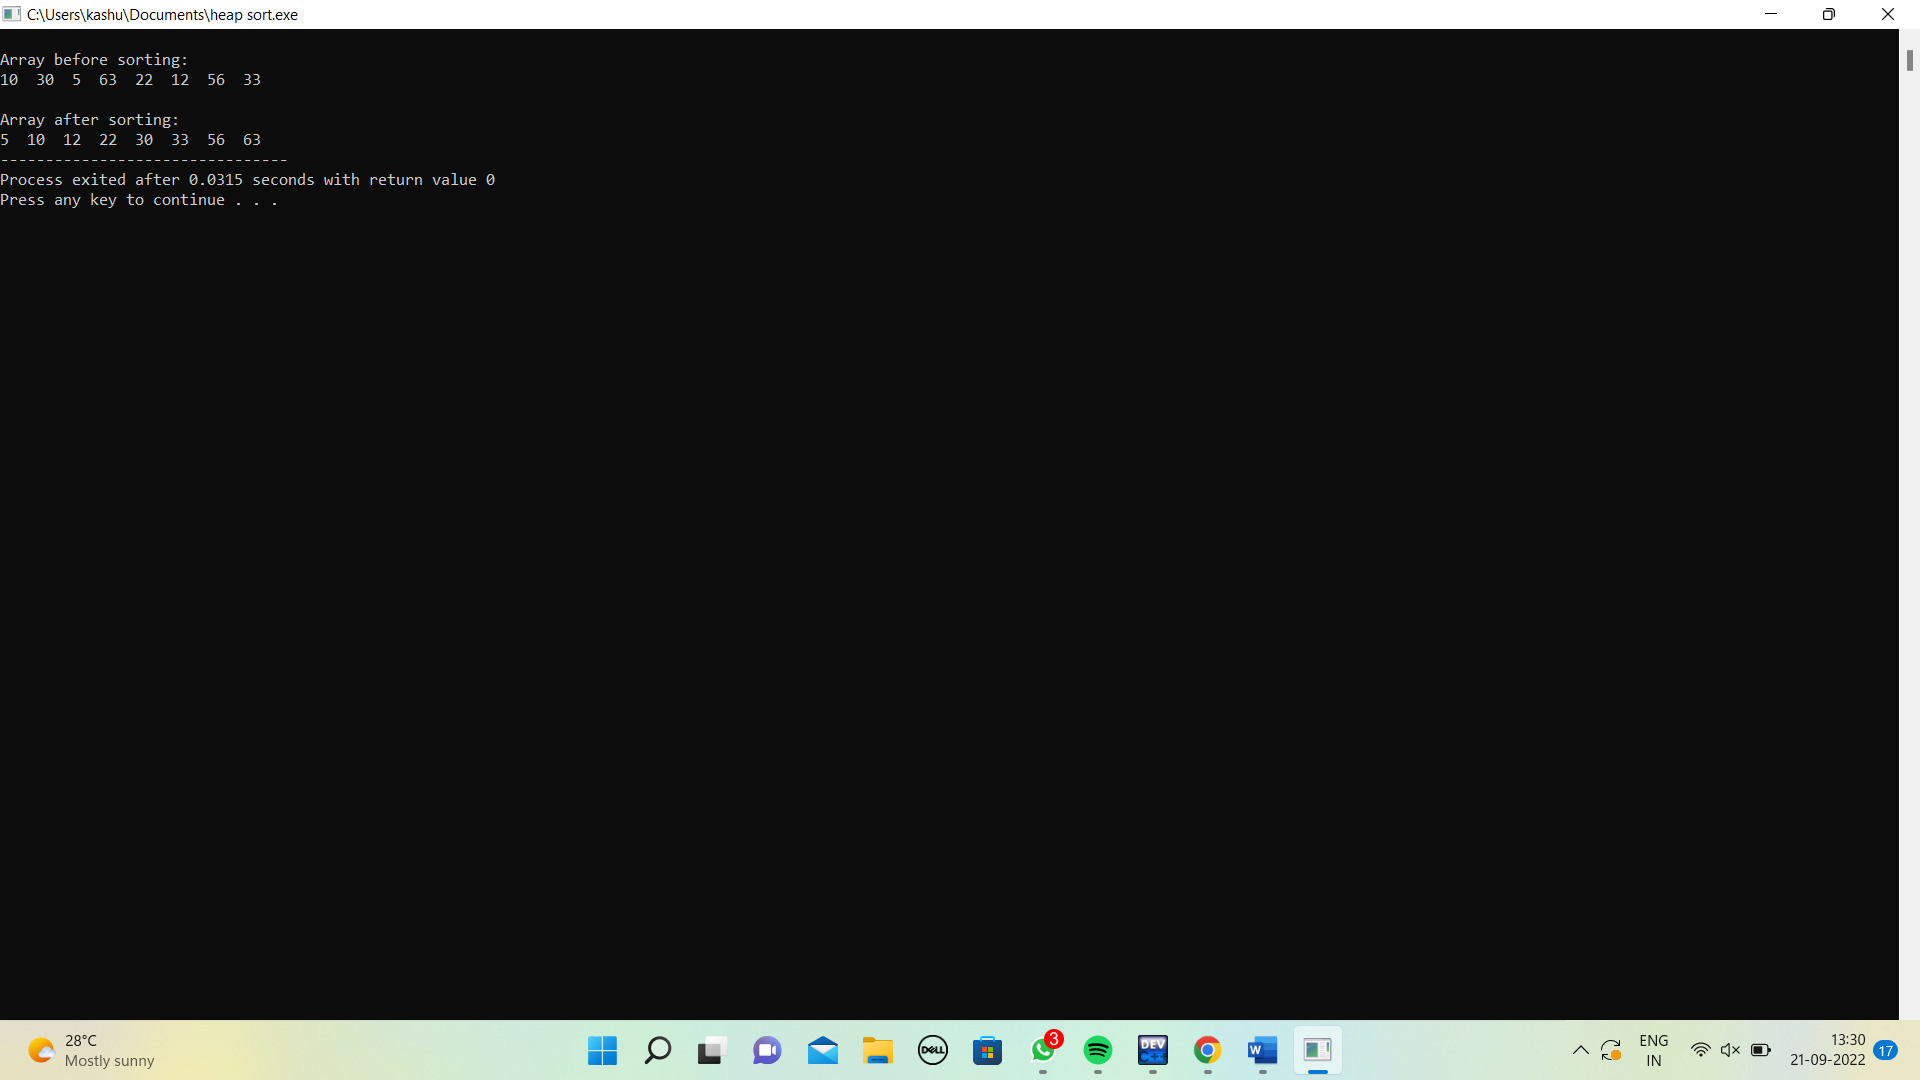 C:\Users\kashu\Documents\heap sort.exe
Array before sorting:
10  30  5  63  22  12  56  33
Array after sorting:
5  10  12  22  30  33  56  63
--------------------------------
Process exited after 0.0315 seconds with return value 0
Press any key to continue . . .
28°C
Mostly sunny
DELL
3
DEV
C++
W
ENG
IN
13:30
21-09-2022
17